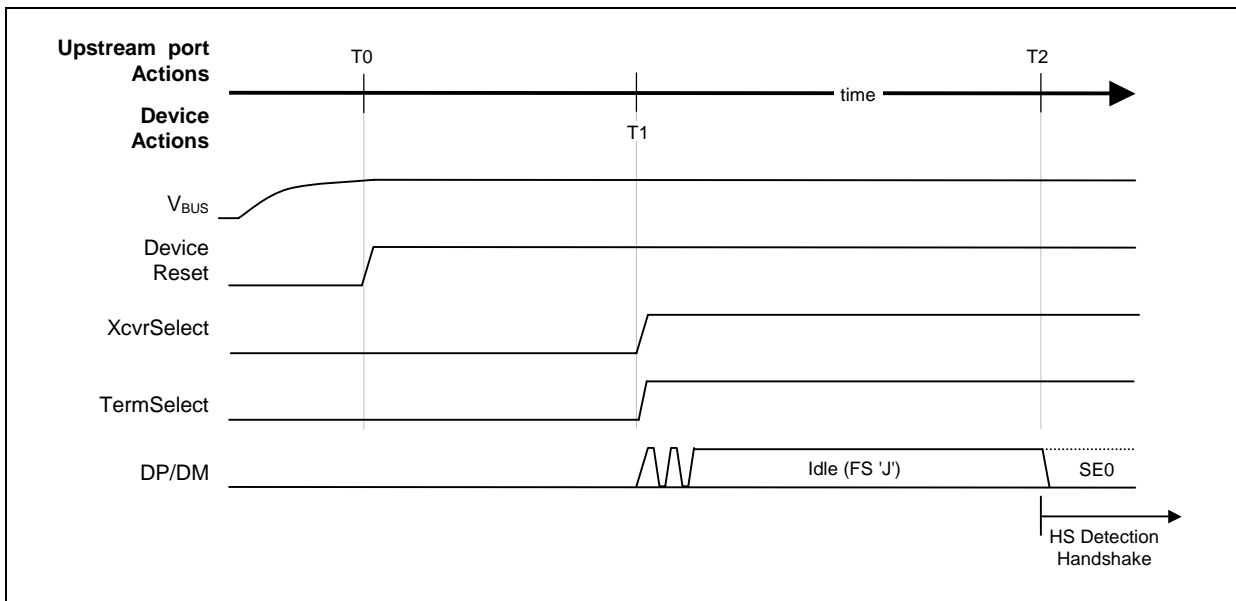 Upstream port
Actions
T0
T2
time
Device
Actions
T1
VBUS
Device
Reset
XcvrSelect
TermSelect
DP/DM
Idle (FS 'J')
SE0
HS Detection
Handshake